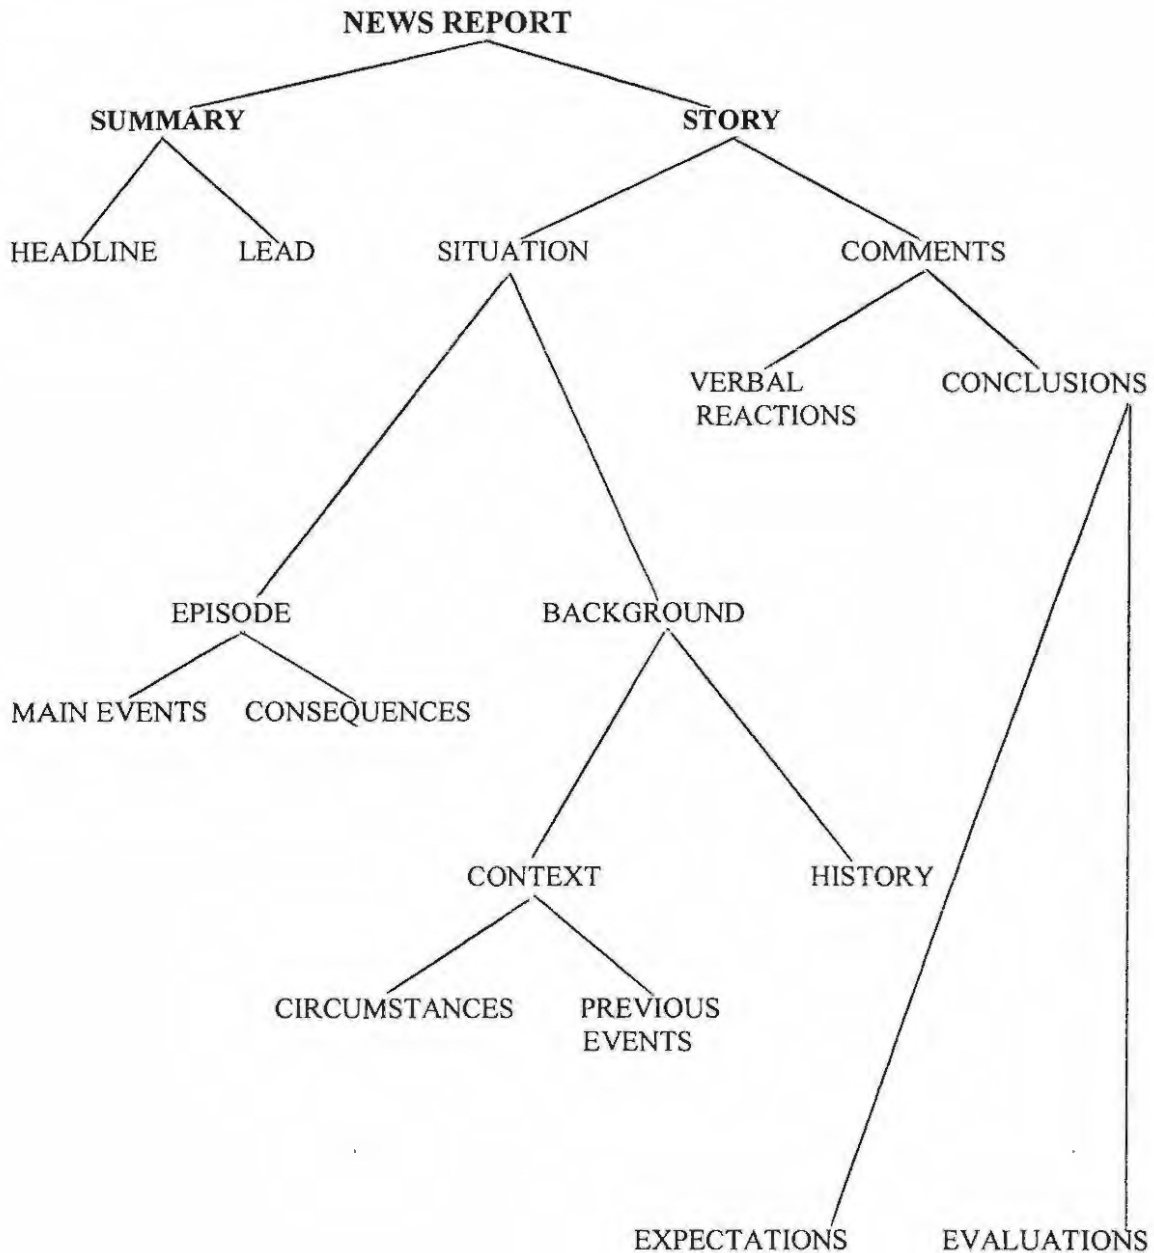 NEWS REPORT
SUMMARY
STORY
HEADLINE
LEAD
SITUATION
COMMENTS
VERBAL
REACTIONS
CONCLUSIONS
EPISODE
BACKGROUND
MAIN EVENTS
CONSEQUENCES
CONTEXT
HISTORY
CIRCUMSTANCES
PREVIOUS
EVENTS
EXPECTATIONS
EVALUATIONS